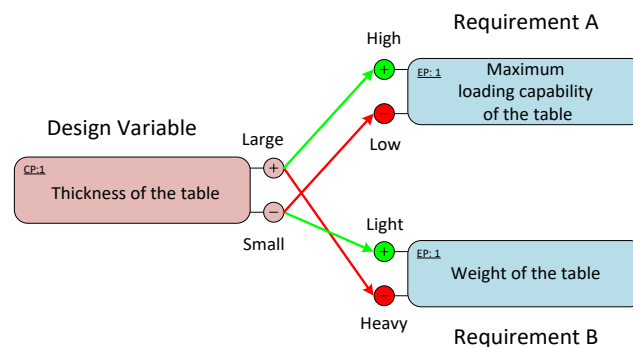 Requirement A
High
+
EP: 1
Maximum
loading capability
of the table
−
Low
Design Variable
Large
CP:1
Thickness of the table
+
−
Small
Light
+
EP: 1
Weight of the table
−
Heavy
Requirement B